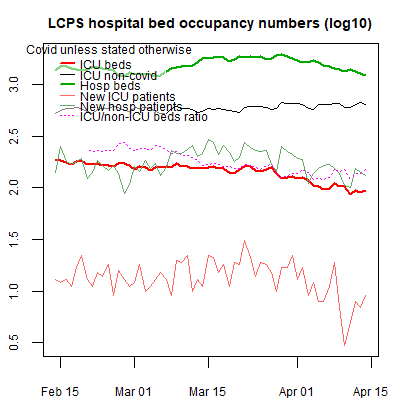 LCPS hospital bed occupancy numbers (log10)
Covid unless stated otherwise
ICU beds
ICU non-covid
Hosp beds
New ICU patients
New hosp patients
ICU/non-ICU beds ratio
3.0
2.5
2.0
1.5
1.0
0.5
Feb 15
Mar 01
Mar 15
Apr 01
Apr 15